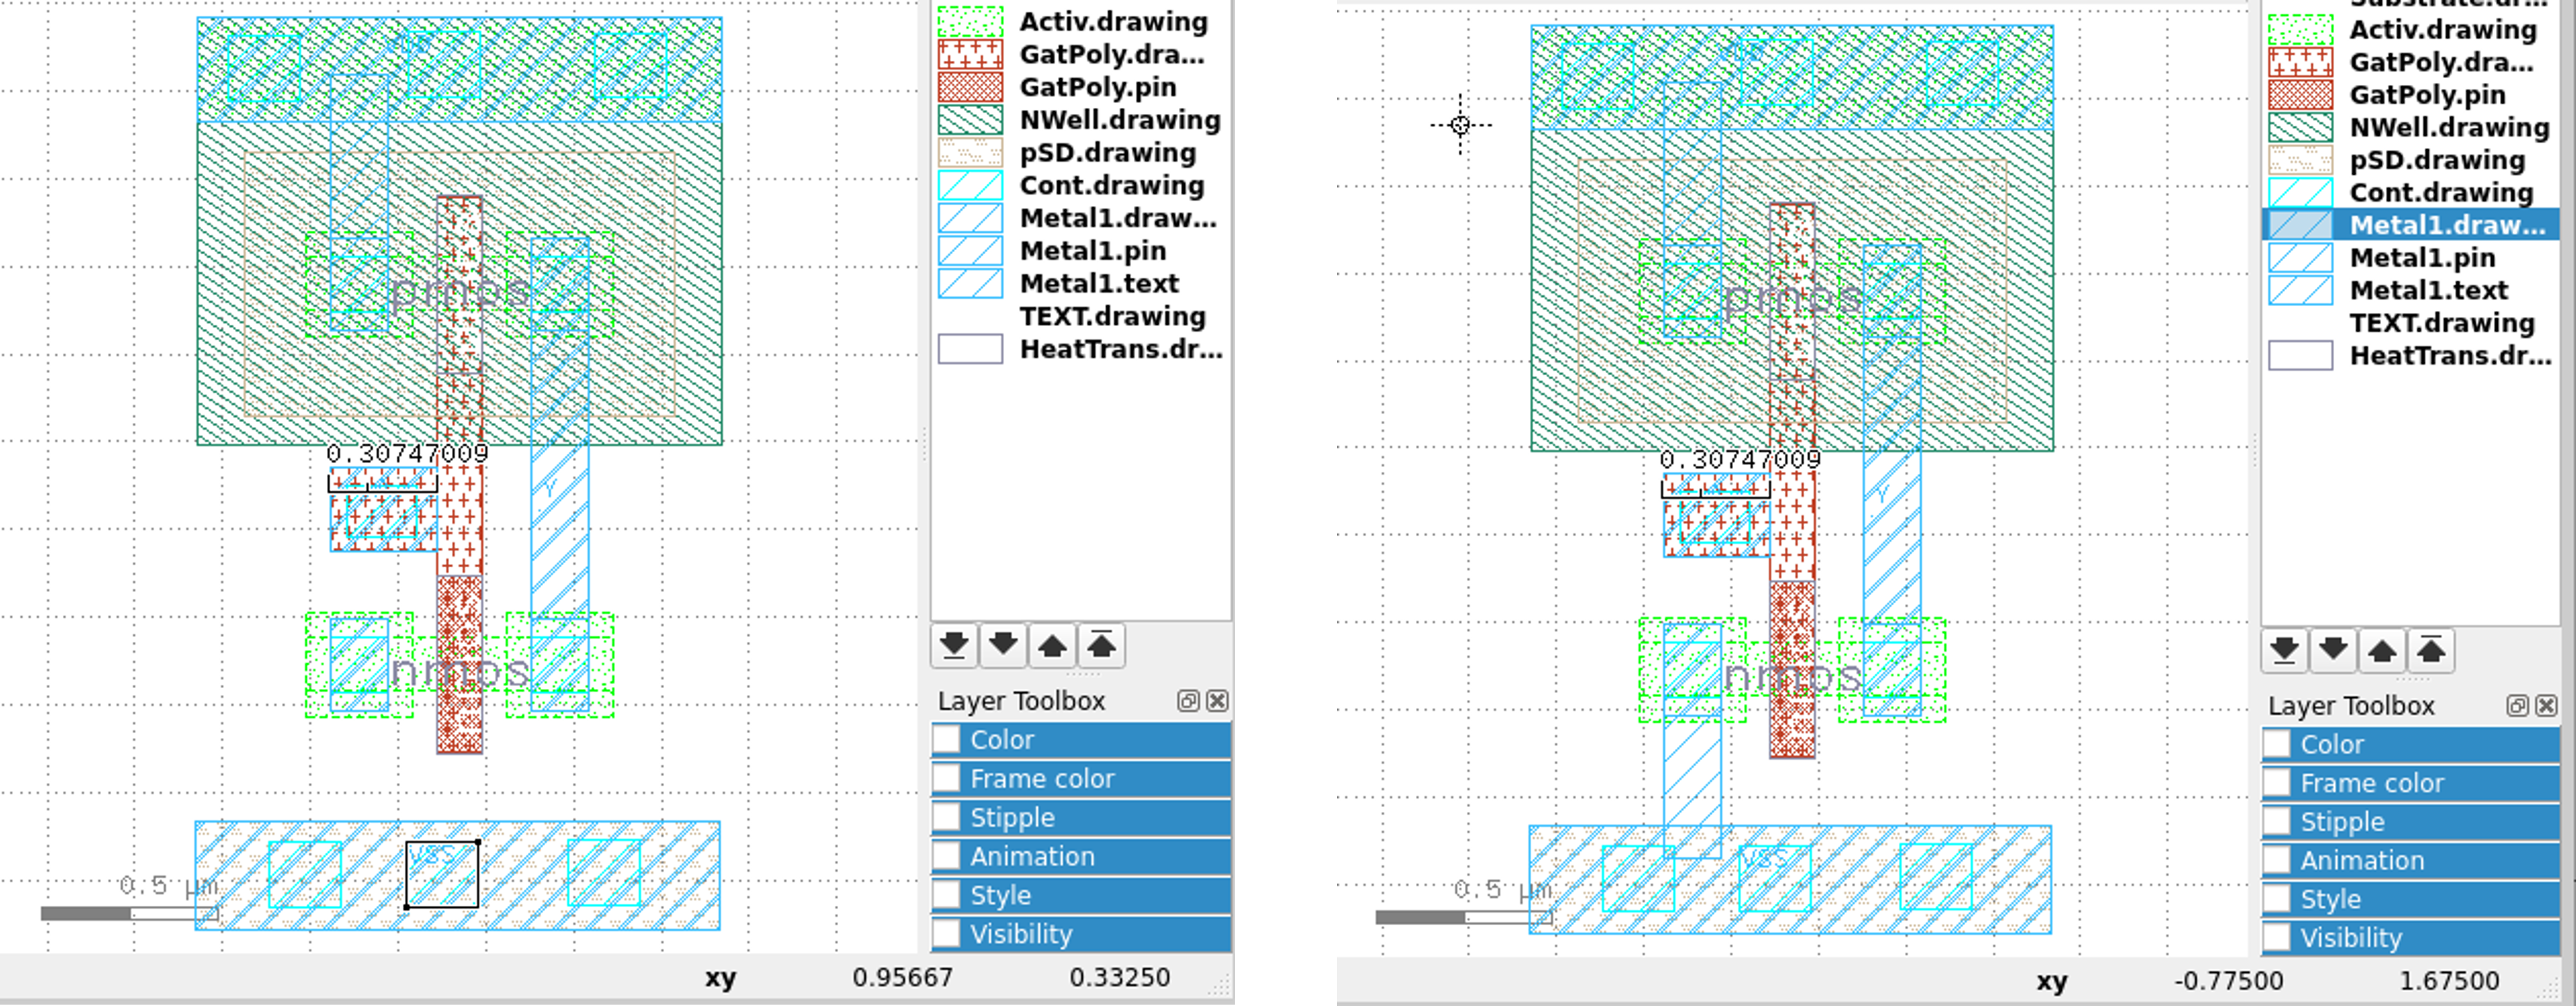 Activ.drawing
GatPoly.dra...
GatPoly.pin
NWell.drawing
pSD.drawing
Cont.drawing
Metal1.draw...
Metal1.pin
Metal1.text
TEXT.drawing
HeatTrans.dr...
pmos
0.30747009
Y
nmos
VSS
0.5 μm
Layer Toolbox
Color
Frame color
Stipple
Animation
Style
Visibility
xy 0.95667 0.33250
Substrate.dr...
Activ.drawing
GatPoly.dra...
GatPoly.pin
NWell.drawing
pSD.drawing
Cont.drawing
Metal1.draw...
Metal1.pin
Metal1.text
TEXT.drawing
HeatTrans.dr...
pmos
0.30747009
Y
nmos
VSS
0.5 μm
Layer Toolbox
Color
Frame color
Stipple
Animation
Style
Visibility
xy -0.77500 1.67500